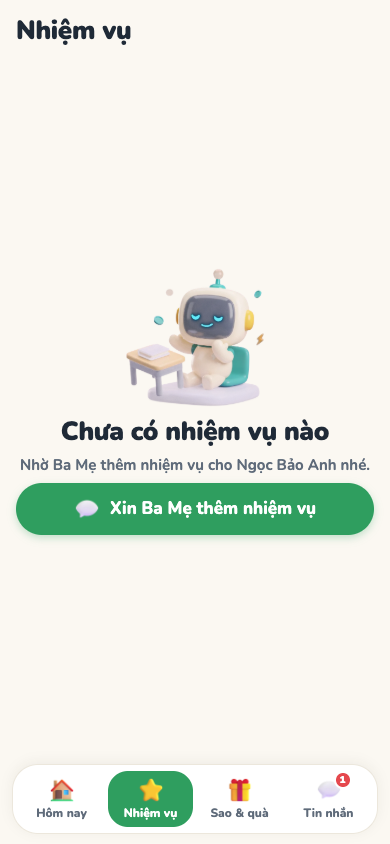 Nhiệm vụ
Chưa có nhiệm vụ nào
Nhờ Ba Mẹ thêm nhiệm vụ cho Ngọc Bảo Anh nhé.
Xin Ba Mẹ thêm nhiệm vụ
1
Hôm nay
Nhiệm vụ
Sao & quà
Tin nhắn